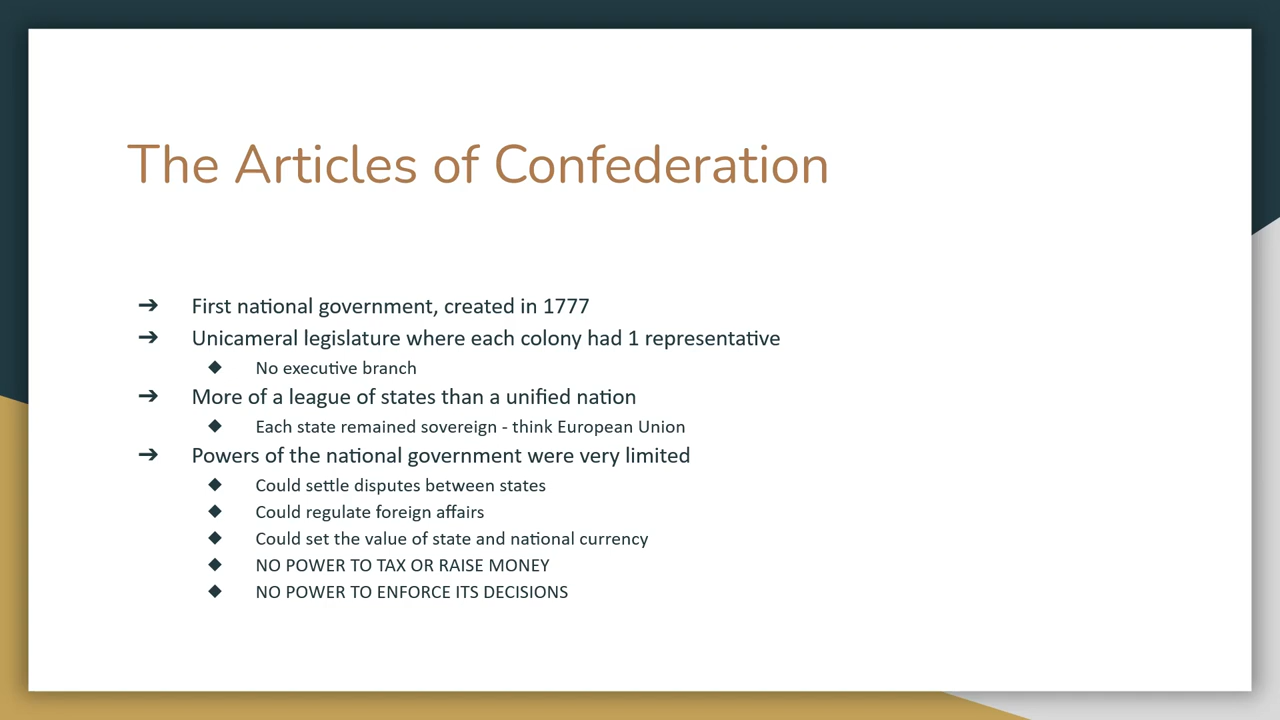 The Articles of Confederation
➔ First national government, created in 1777
➔ Unicameral legislature where each colony had 1 representative
◆ No executive branch
➔ More of a league of states than a unified nation
◆ Each state remained sovereign - think European Union
➔ Powers of the national government were very limited
◆ Could settle disputes between states
◆ Could regulate foreign affairs
◆ Could set the value of state and national currency
◆ NO POWER TO TAX OR RAISE MONEY
◆ NO POWER TO ENFORCE ITS DECISIONS